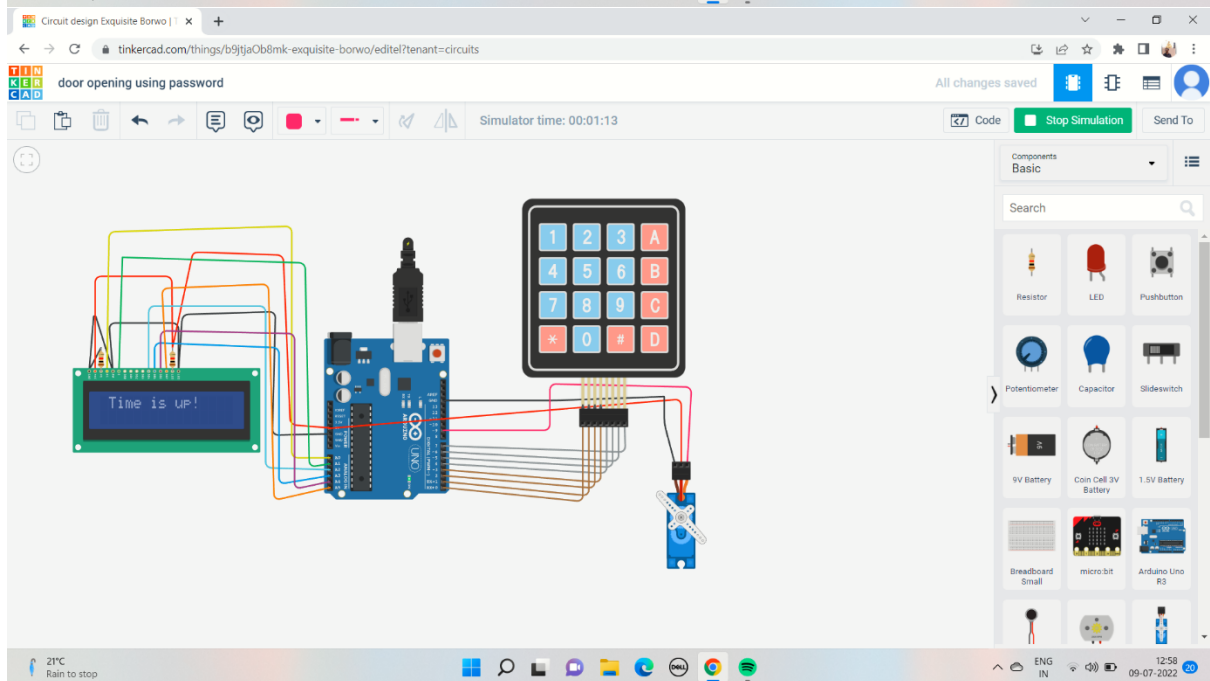 Circuit design Exquisite Borwo | T
tinkercad.com/things/b9jtjaOb8mk-exquisite-borwo/editel?tenant=circuits
TIN
KER
CAD
door opening using password
All changes saved
Simulator time: 00:01:13
Code
Stop Simulation
Send To
Components
Basic
Search
Resistor
LED
Pushbutton
Potentiometer
Capacitor
Slideswitch
9V
9V Battery
Coin Cell 3V
Battery
1.5V Battery
Breadboard
Small
micro:bit
Arduino Uno
R3
1 2 3 A
4 5 6 B
7 8 9 C
* 0 # D
Time is up!
ARDUINO
UNO
21°C
Rain to stop
DELL
ENG
IN
12:58
09-07-2022
20